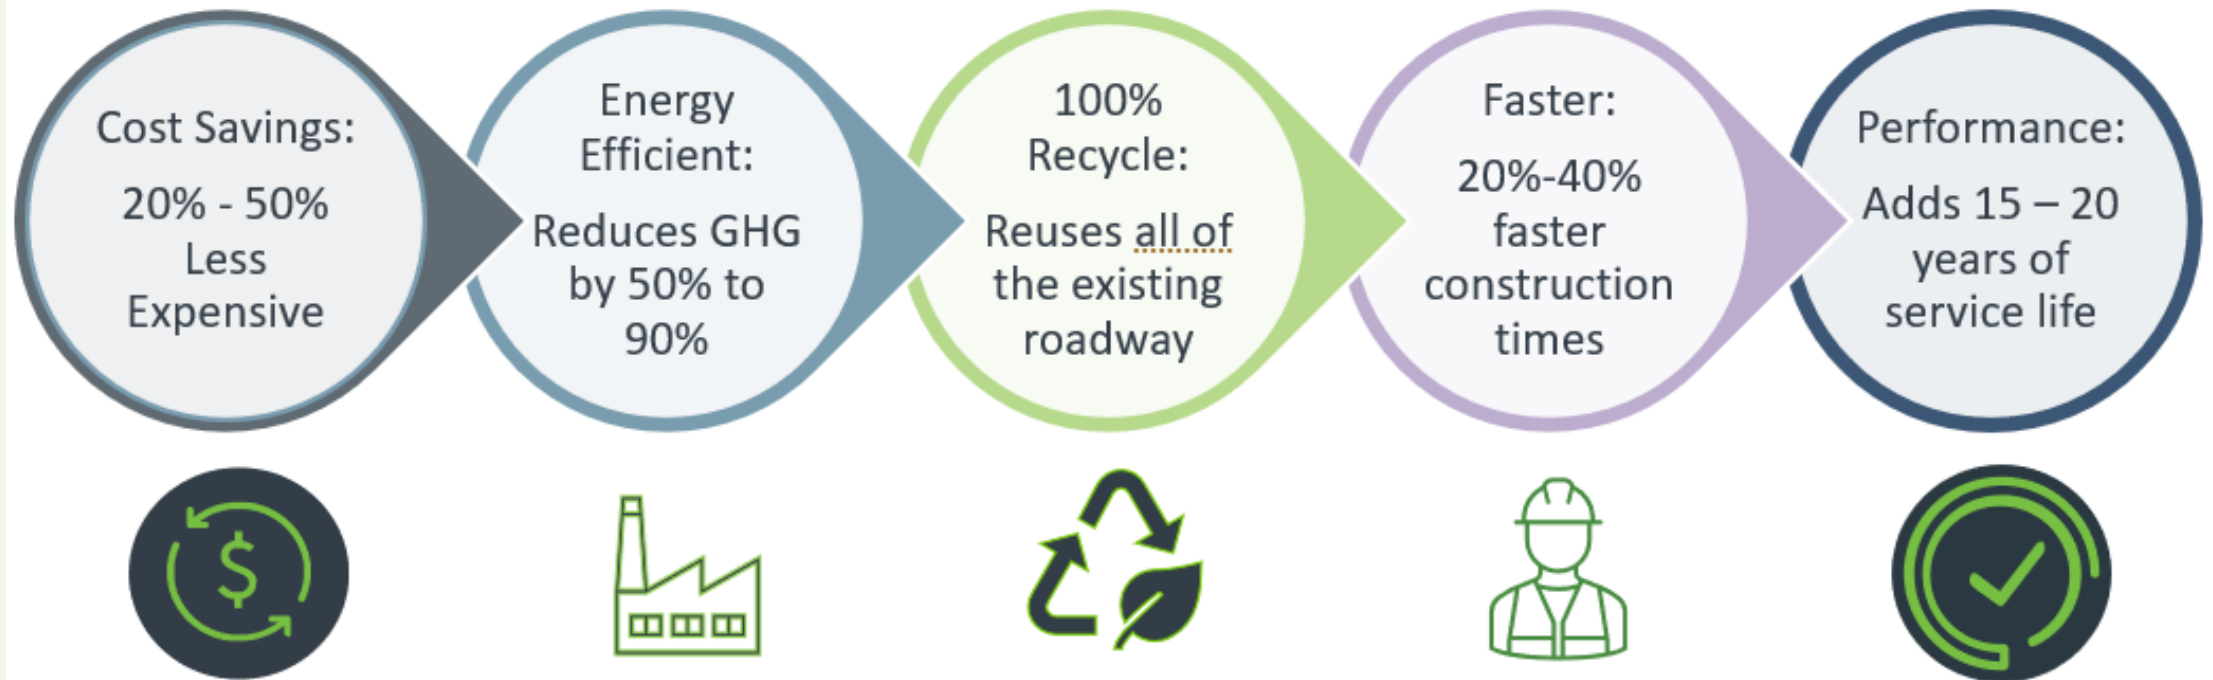 Cost Savings:
20% - 50%
Less
Expensive
Energy
Efficient:
Reduces GHG
by 50% to
90%
100%
Recycle:
Reuses all of
the existing
roadway
Faster:
20%-40%
faster
construction
times
Performance:
Adds 15 – 20
years of
service life
$